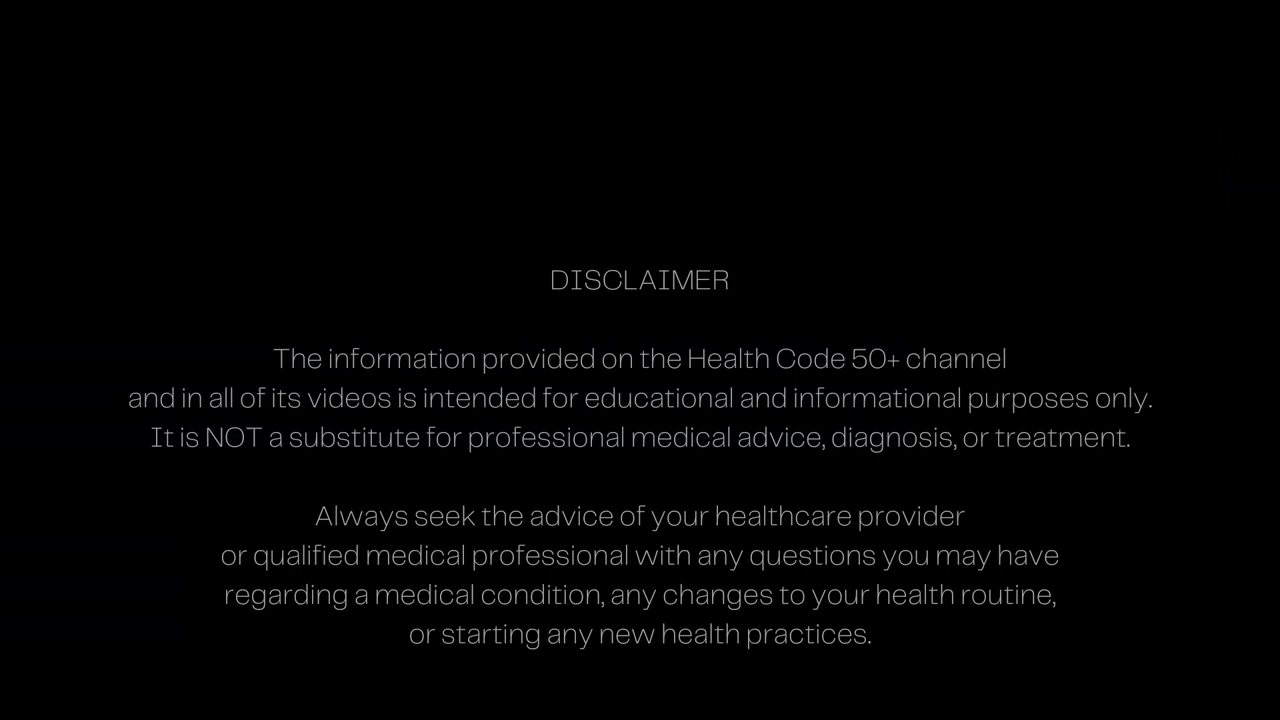 DISCLAIMER
The information provided on the Health Code 50+ channel
and in all of its videos is intended for educational and informational purposes only.
It is NOT a substitute for professional medical advice, diagnosis, or treatment.
Always seek the advice of your healthcare provider
or qualified medical professional with any questions you may have
regarding a medical condition, any changes to your health routine,
or starting any new health practices.